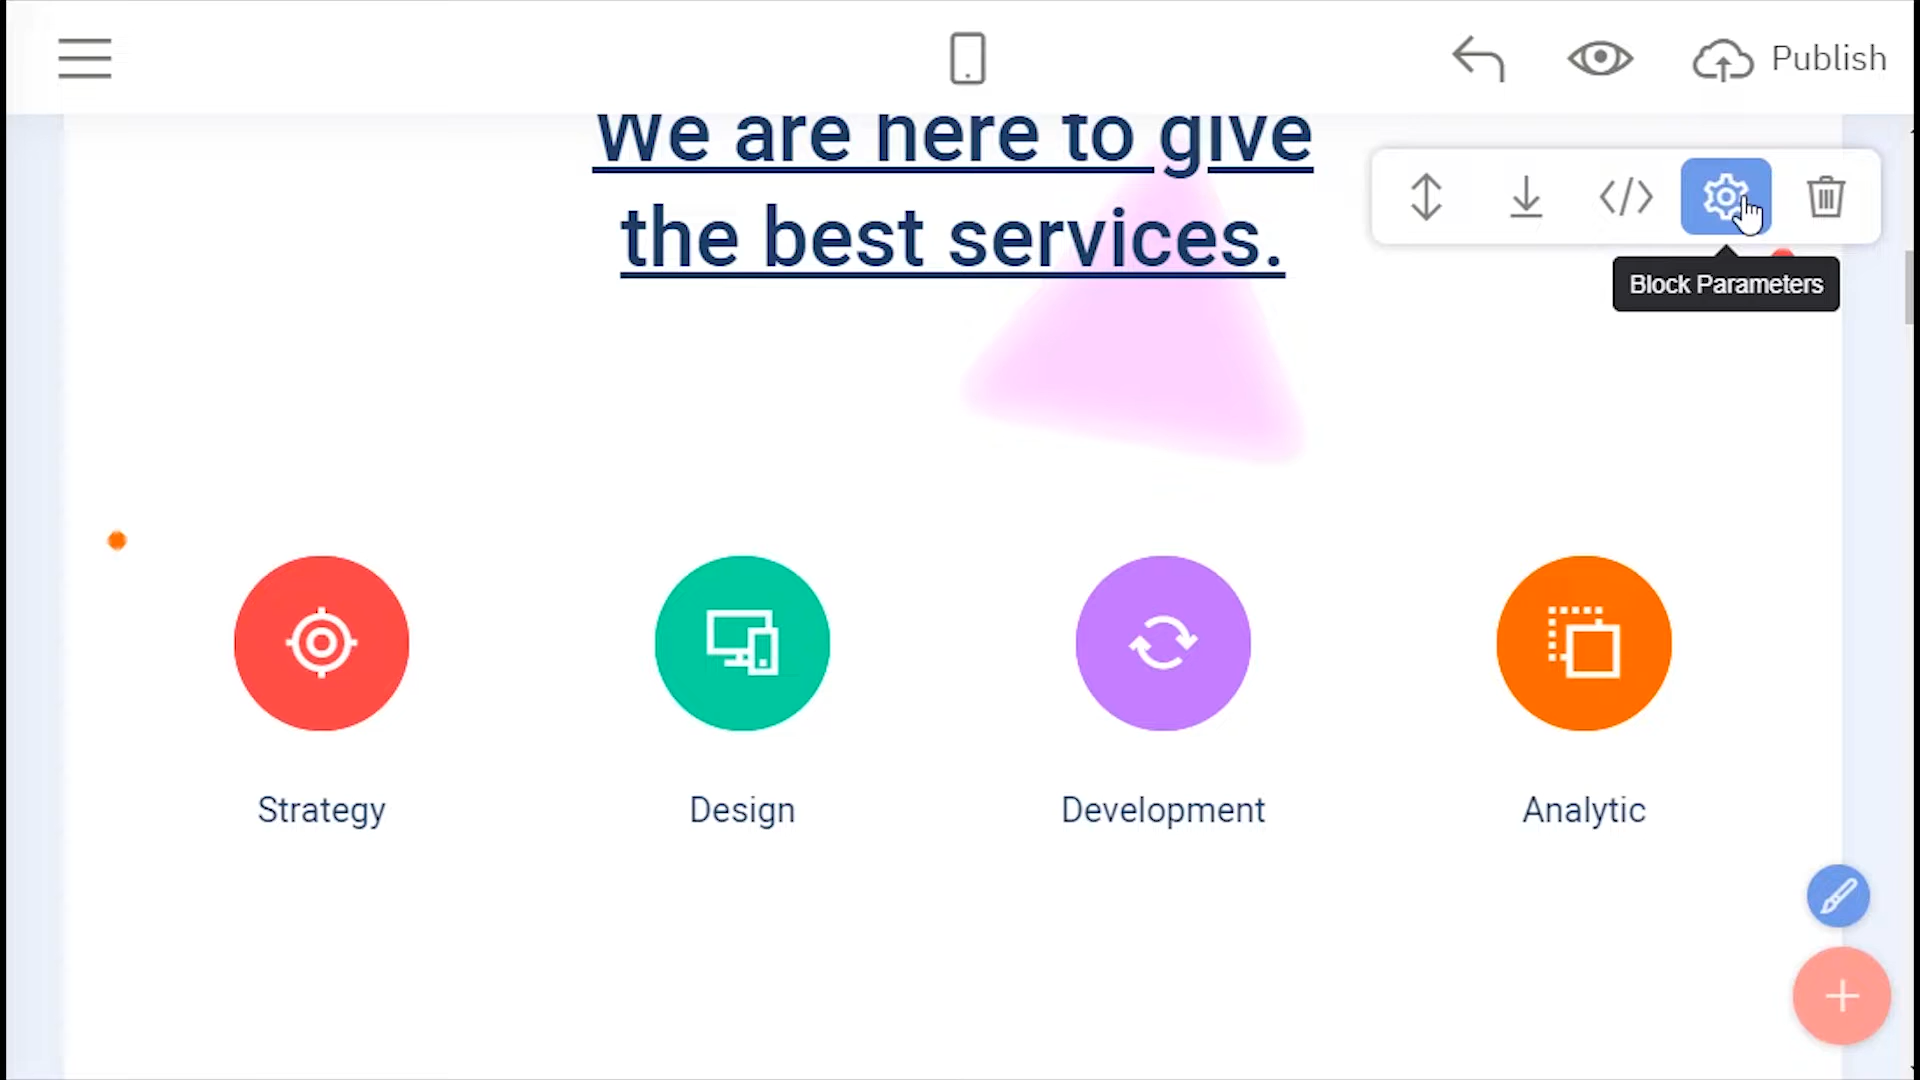 Publish
We are here to give
the best services.
Block Parameters
Strategy
Design
Development
Analytic